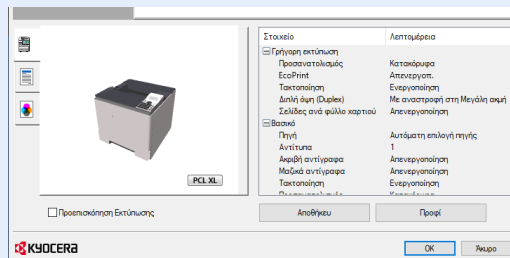 Στοιχείο Λεπτομέρεια
Γρήγορη εκτύπωση
Προσανατολισμός Κατακόρυφα
EcoPrint Απενεργοπ.
Τακτοποίηση Ενεργοποίηση
Διπλή όψη (Duplex) Με αναστροφή στη Μεγάλη ακμή
Σελίδες ανά φύλλο χαρτιού Απενεργοποίηση
Βασικό
Πηγή Αυτόματη επιλογή πηγής
Αντίτυπα 1
Ακριβή αντίγραφα Απενεργοποίηση
Μαζικά αντίγραφα Απενεργοποίηση
Τακτοποίηση Ενεργοποίηση
PCL XL
Προεπισκόπηση Εκτύπωσης
Αποθήκευ Προφί
KYOCERA
OK Άκυρο